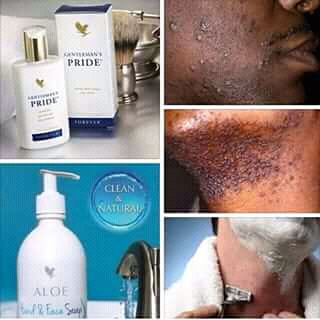 GENTLEMAN'S
PRIDE
GENTLEMAN'S
PRIDE
FOREVER
CLEAN &
NATURAL
ALOE
Hand & Face Soap